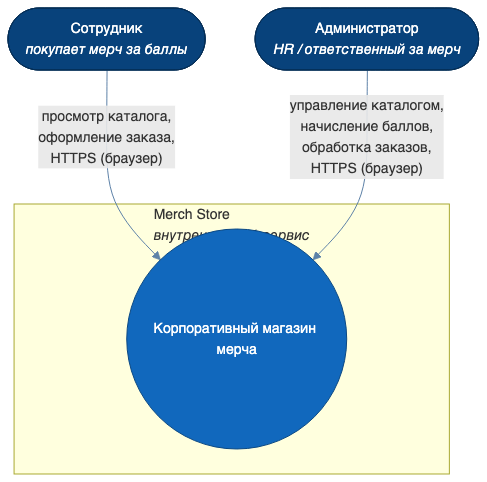 Сотрудник
покупает мерч за баллы
Администратор
HR / ответственный за мерч
просмотр каталога,
оформление заказа,
HTTPS (браузер)
управление каталогом,
начисление баллов,
обработка заказов,
HTTPS (браузер)
Merch Store
Корпоративный магазин
мерча